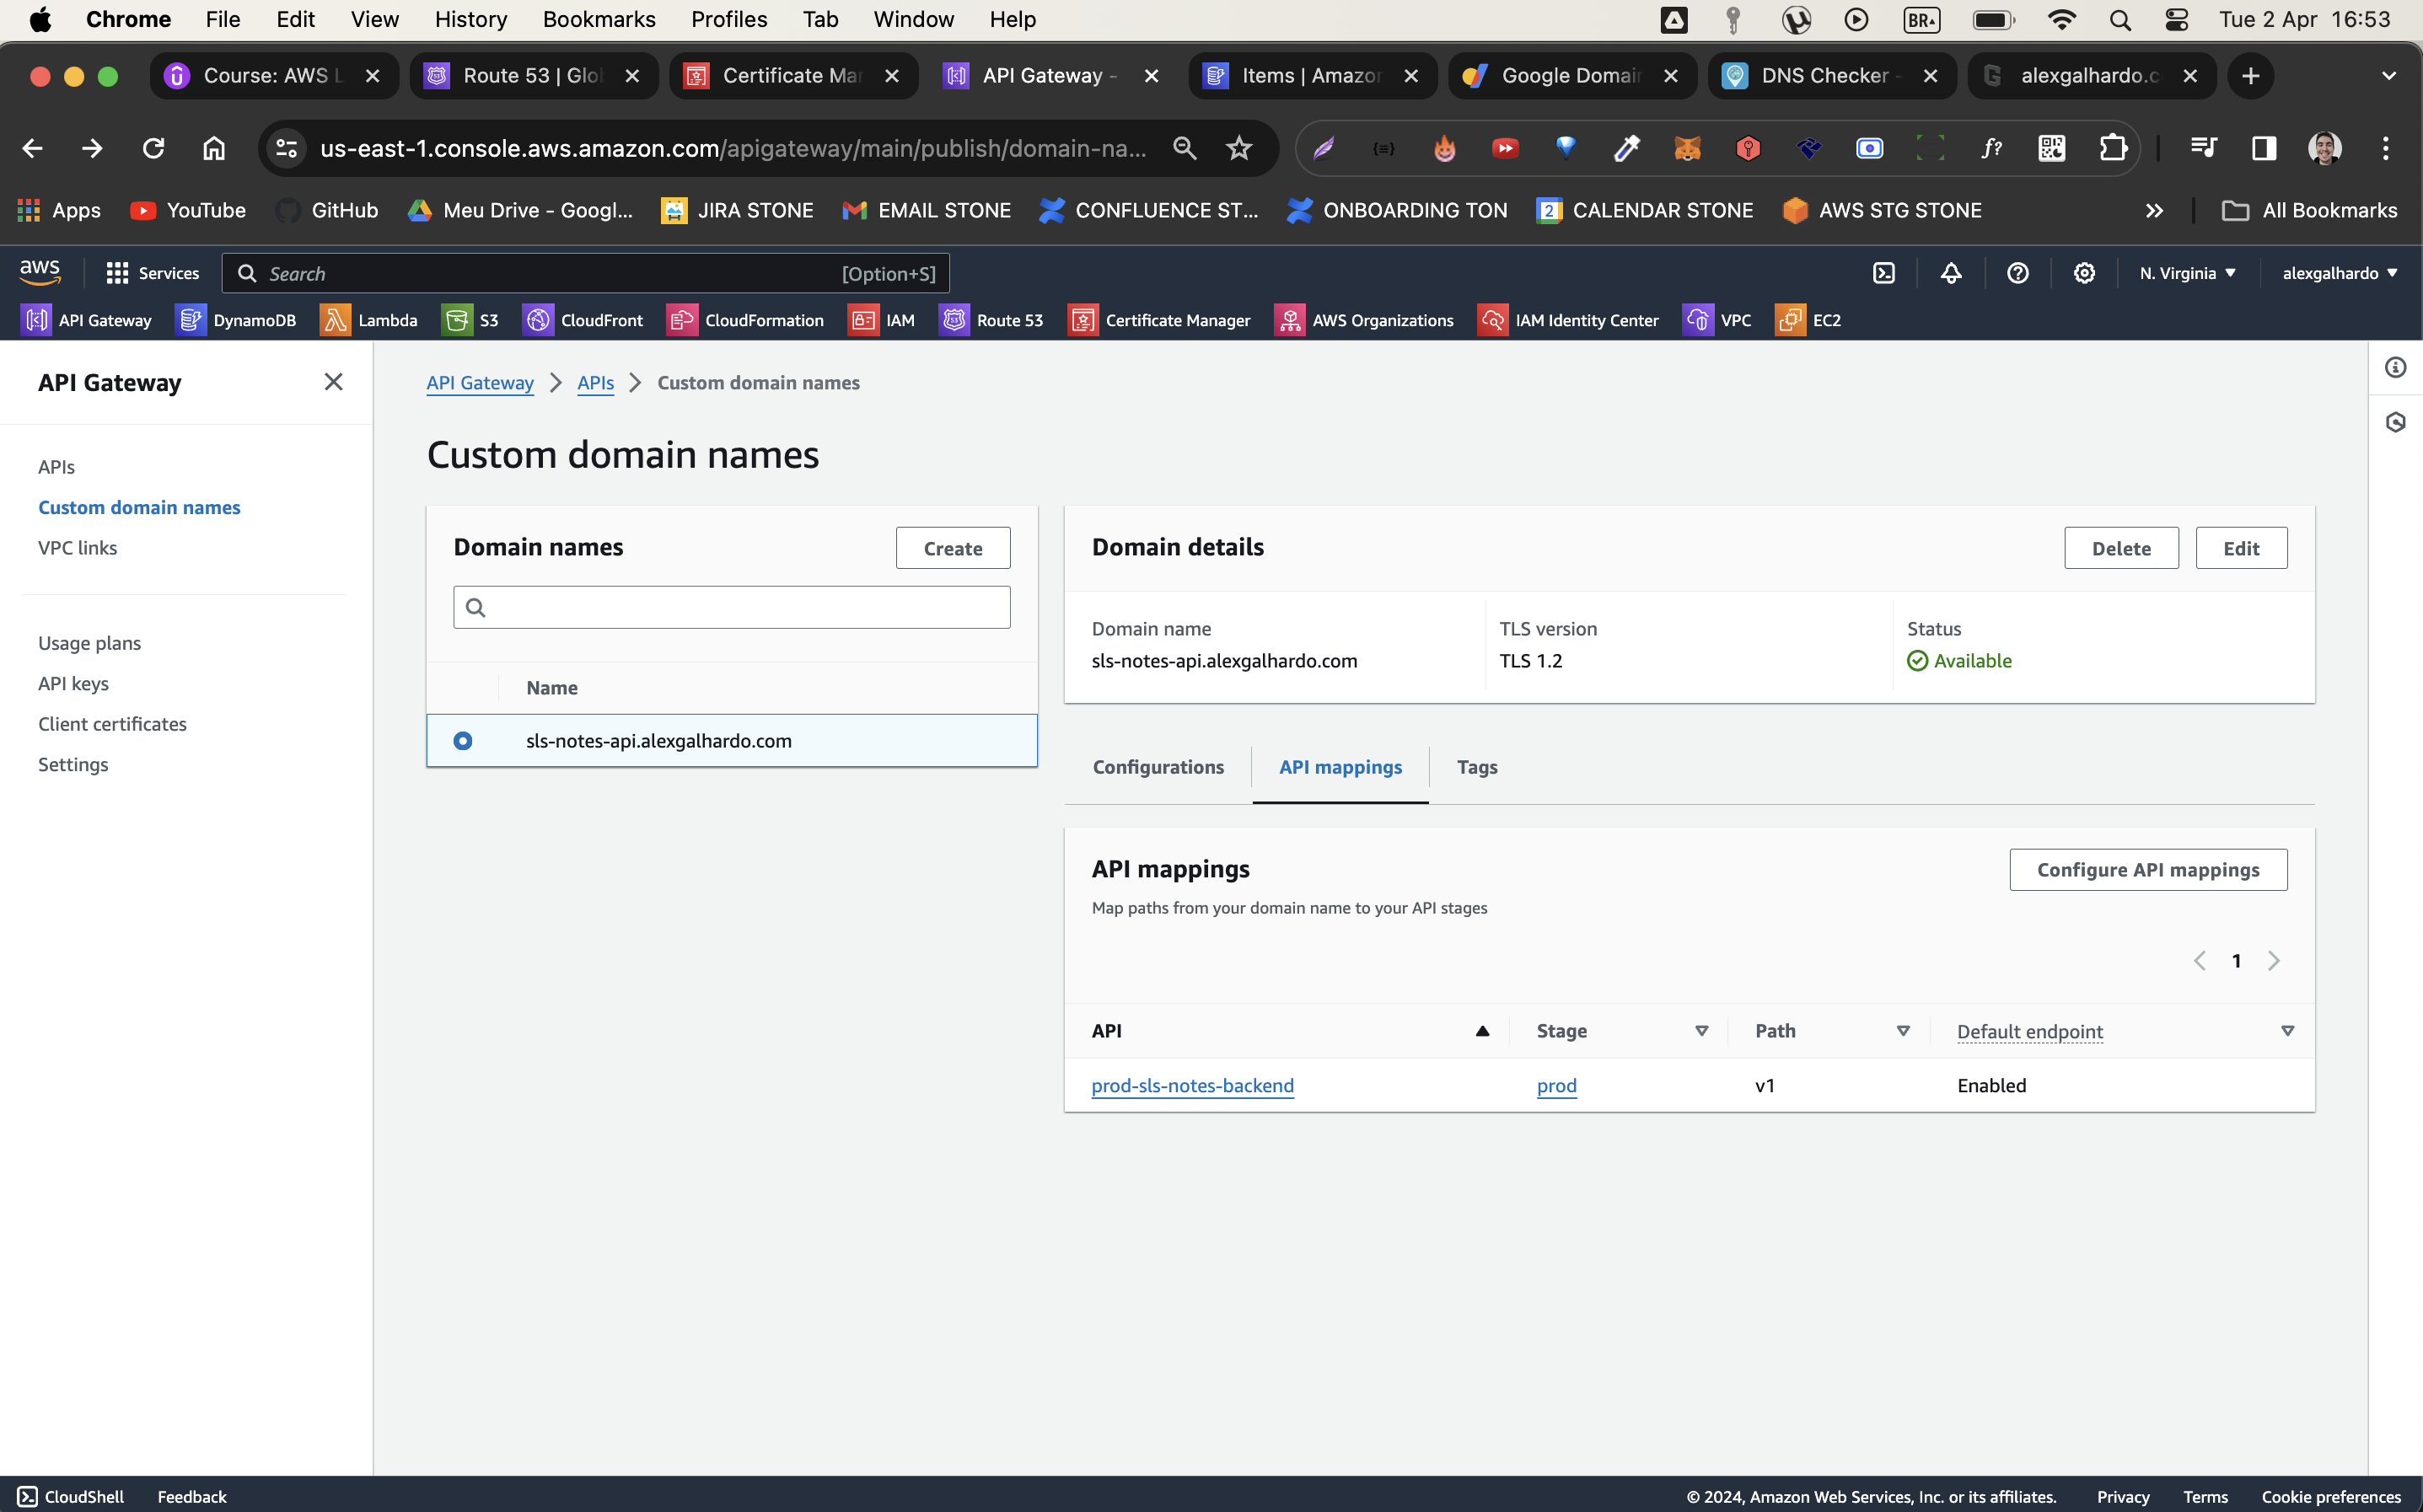 Chrome File Edit View History Bookmarks Profiles Tab Window Help BR Tue 2 Apr 16:53
Course: AWS L Route 53 | Glo Certificate Mar API Gateway - Items | Amazon Google Domain DNS Checker - alexgalhardo.c
us-east-1.console.aws.amazon.com/apigateway/main/publish/domain-na... {≡} ƒ?
Apps YouTube GitHub Meu Drive - Googl... JIRA STONE EMAIL STONE CONFLUENCE ST... ONBOARDING TON 2 CALENDAR STONE AWS STG STONE » All Bookmarks
aws Services Search [Option+S] N. Virginia alexgalhardo
API Gateway DynamoDB Lambda S3 CloudFront CloudFormation IAM Route 53 Certificate Manager AWS Organizations IAM Identity Center VPC EC2
API Gateway
APIs
Custom domain names
VPC links
Usage plans
API keys
Client certificates
Settings
API Gateway > APIs > Custom domain names
Custom domain names
Domain names Create
Name
sls-notes-api.alexgalhardo.com
Domain details Delete Edit
Domain name TLS version Status
sls-notes-api.alexgalhardo.com TLS 1.2 Available
Configurations API mappings Tags
API mappings Configure API mappings
Map paths from your domain name to your API stages
< 1 >
API Stage Path Default endpoint
prod-sls-notes-backend prod v1 Enabled
CloudShell Feedback © 2024, Amazon Web Services, Inc. or its affiliates. Privacy Terms Cookie preferences